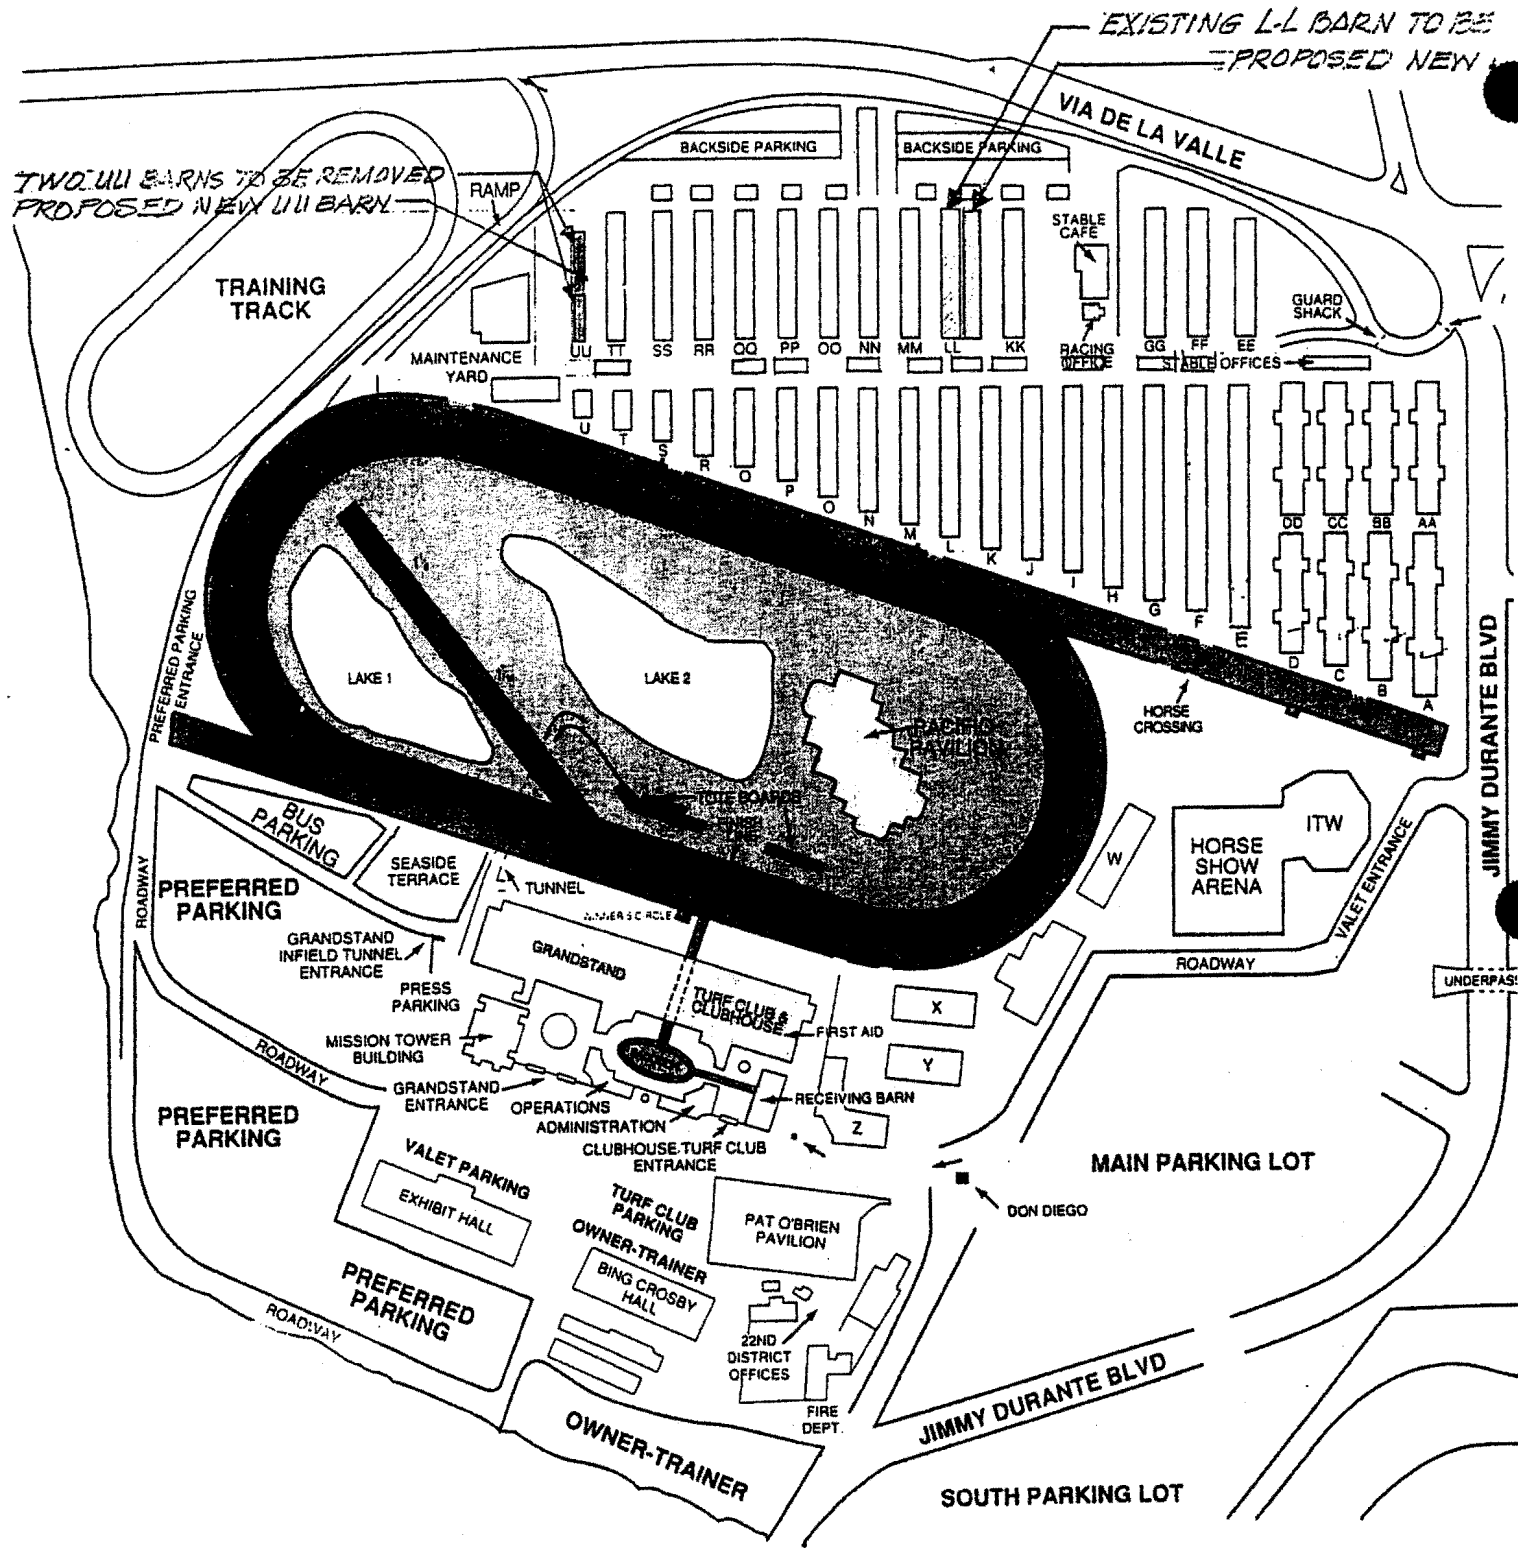 EXISTING L-L BARN TO BE
PROPOSED NEW
VIA DE LA VALLE
BACKSIDE PARKING
BACKSIDE PARKING
TWO UU BARNS TO BE REMOVED
PROPOSED NEW UU BARN
RAMP
STABLE
CAFE
TRAINING
TRACK
GUARD
SHACK
MAINTENANCE
YARD
UU
TT
SS
RR
QQ
PP
OO
NN
MM
LL
KK
RACING
OFFICE
GG
FF
EE
STABLE OFFICES
U
T
S
R
Q
P
O
N
M
L
K
J
I
H
G
F
E
DD
CC
BB
AA
D
C
B
A
PREFERRED PARKING
ENTRANCE
LAKE 1
LAKE 2
PACIFIC
PAVILION
HORSE
CROSSING
JIMMY DURANTE BLVD
TOTE BOARDS
BUS
PARKING
SEASIDE
TERRACE
TUNNEL
W
HORSE
SHOW
ARENA
ITW
VALET ENTRANCE
ROADWAY
PREFERRED
PARKING
WINNERS CIRCLE
GRANDSTAND
INFIELD TUNNEL
ENTRANCE
PRESS
PARKING
GRANDSTAND
TURF CLUB &
CLUBHOUSE
FIRST AID
X
Y
Z
ROADWAY
UNDERPASS
MISSION TOWER
BUILDING
ROADWAY
GRANDSTAND
ENTRANCE
OPERATIONS
ADMINISTRATION
RECEIVING BARN
CLUBHOUSE-TURF CLUB
ENTRANCE
PREFERRED
PARKING
VALET PARKING
EXHIBIT HALL
TURF CLUB
PARKING
OWNER-TRAINER
BING CROSBY
HALL
PAT O'BRIEN
PAVILION
MAIN PARKING LOT
DON DIEGO
PREFERRED
PARKING
ROADWAY
22ND
DISTRICT
OFFICES
FIRE
DEPT.
OWNER-TRAINER
JIMMY DURANTE BLVD
SOUTH PARKING LOT